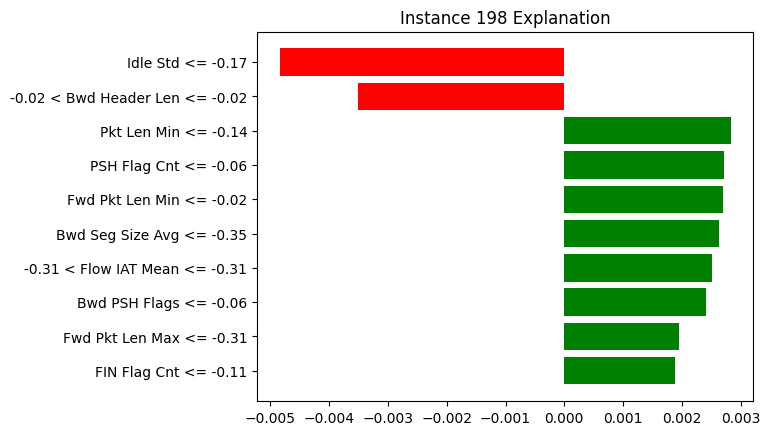 Instance 198 Explanation
Idle Std <= -0.17
-0.02 < Bwd Header Len <= -0.02
Pkt Len Min <= -0.14
PSH Flag Cnt <= -0.06
Fwd Pkt Len Min <= -0.02
Bwd Seg Size Avg <= -0.35
-0.31 < Flow IAT Mean <= -0.31
Bwd PSH Flags <= -0.06
Fwd Pkt Len Max <= -0.31
FIN Flag Cnt <= -0.11
−0.005 −0.004 −0.003 −0.002 −0.001 0.000 0.001 0.002 0.003